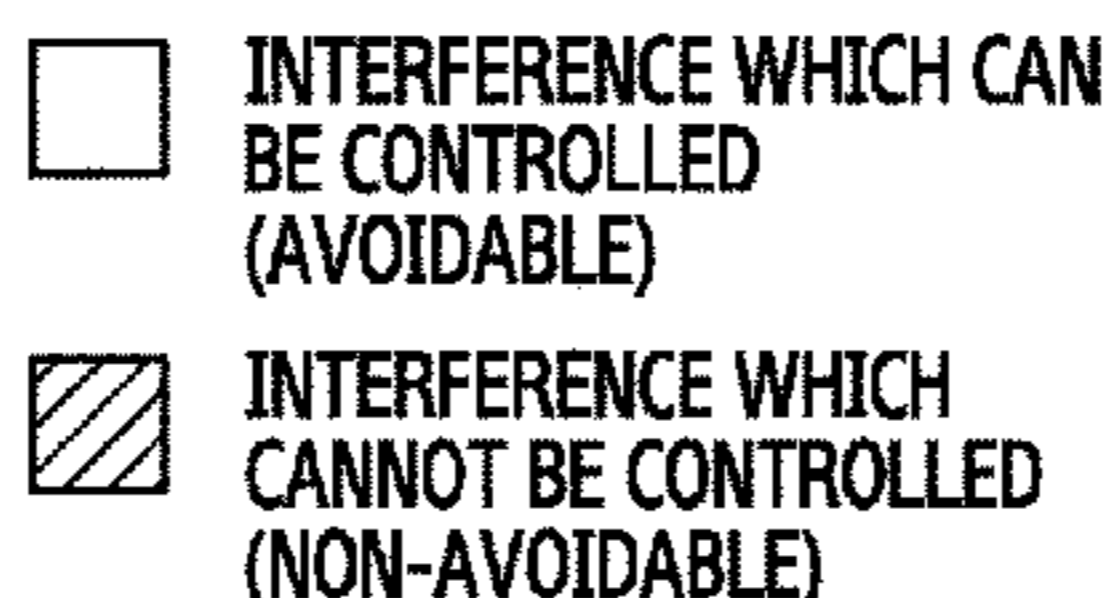 INTERFERENCE WHICH CAN
BE CONTROLLED
(AVOIDABLE)
INTERFERENCE WHICH
CANNOT BE CONTROLLED
(NON-AVOIDABLE)